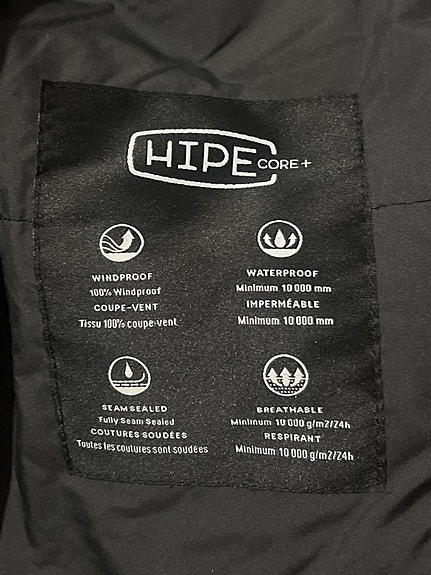 HIPE CORE+
WINDPROOF
100% Windproof
COUPE-VENT
Tissu 100% coupe-vent
WATERPROOF
Minimum 10 000 mm
IMPERMÉABLE
Minimum 10 000 mm
SEAM SEALED
Fully Seam Sealed
COUTURES SOUDÉES
Toutes les coutures sont soudées
BREATHABLE
Minimum 10 000 g/m2/24h
RESPIRANT
Minimum 10 000 g/m2/24h